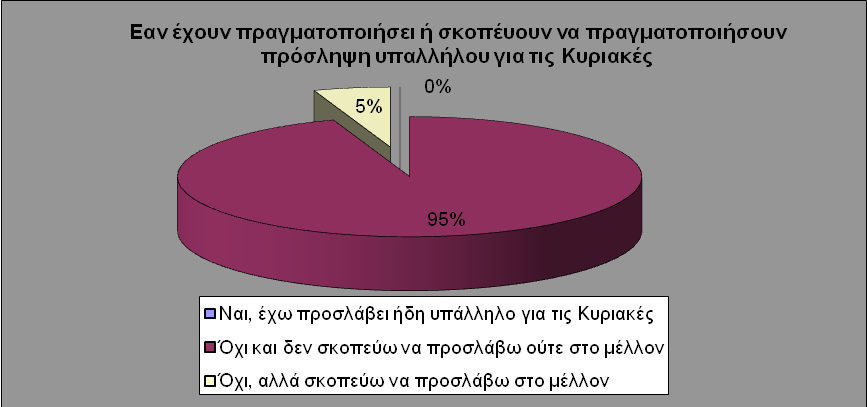 Εαν έχουν πραγματοποιήσει ή σκοπέυουν να πραγματοποιήσουν
πρόσληψη υπαλλήλου για τις Κυριακές
0%
5%
95%
Ναι, έχω προσλάβει ήδη υπάλληλο για τις Κυριακές
Όχι και δεν σκοπεύω να προσλάβω ούτε στο μέλλον
Όχι, αλλά σκοπεύω να προσλάβω στο μέλλον